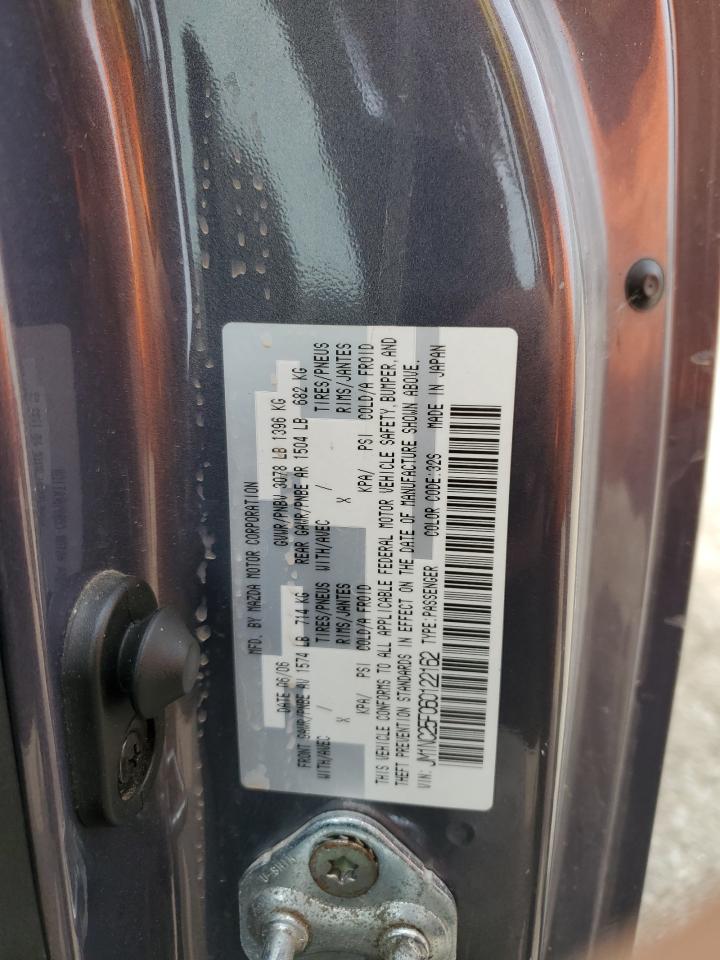 MFD. BY MAZDA MOTOR CORPORATION
DATE 06/06 GVWR/PNBV 3078 LB 1396 KG
FRONT GAWR/PNBE AV 1574 LB 714 KG REAR GAWR/PNBE AR 1504 LB 682 KG
WITH/AVEC TIRES/PNEUS WITH/AVEC TIRES/PNEUS
X RIMS/JANTES / X / RIMS/JANTES
KPA/ PSI COLD/A FROID KPA/ PSI COLD/A FROID
THIS VEHICLE CONFORMS TO ALL APPLICABLE FEDERAL MOTOR VEHICLE SAFETY, BUMPER, AND
THEFT PREVENTION STANDARDS IN EFFECT ON THE DATE OF MANUFACTURE SHOWN ABOVE.
VIN: JM1NC25F060122162 TYPE:PASSENGER COLOR CODE:32S MADE IN JAPAN
U-SHIN